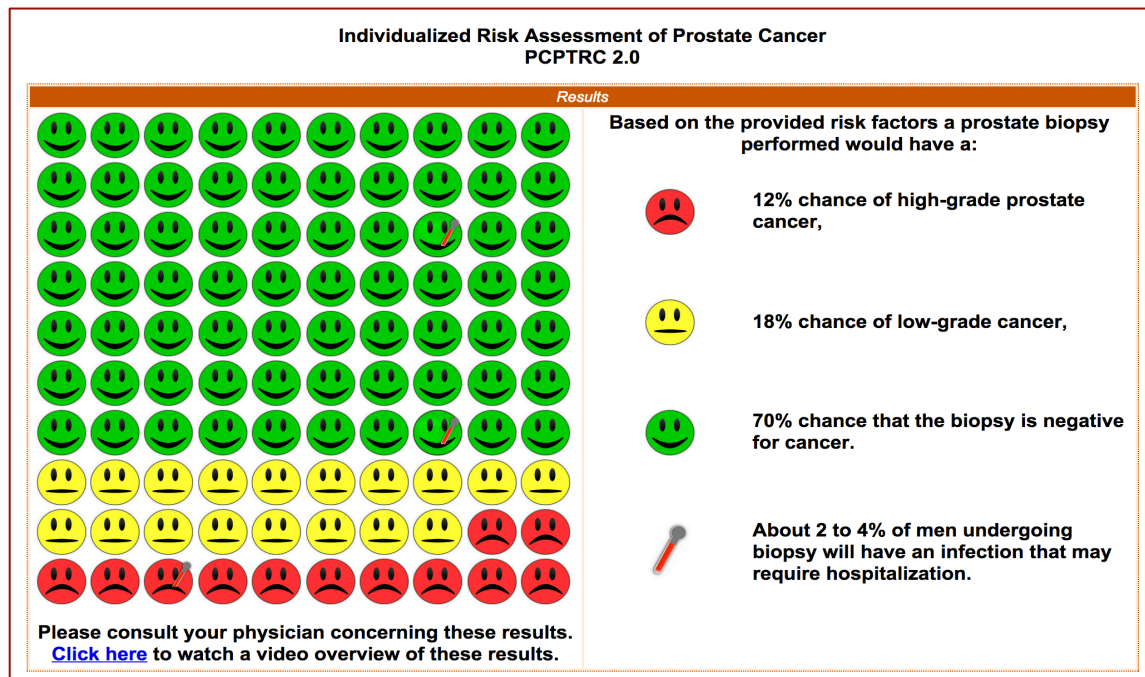 Individualized Risk Assessment of Prostate Cancer
PCPTRC 2.0
Results
Based on the provided risk factors a prostate biopsy
performed would have a:
12% chance of high-grade prostate
cancer,
18% chance of low-grade cancer,
70% chance that the biopsy is negative
for cancer.
About 2 to 4% of men undergoing
biopsy will have an infection that may
require hospitalization.
Please consult your physician concerning these results.
Click here to watch a video overview of these results.